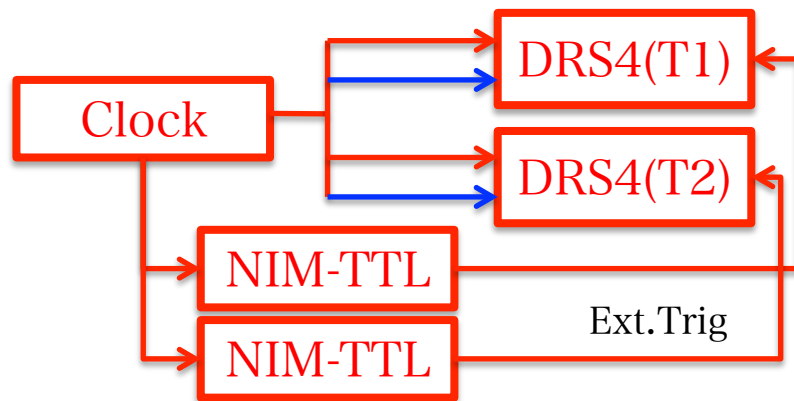 DRS4(T1)
Clock
DRS4(T2)
NIM-TTL
Ext.Trig
NIM-TTL